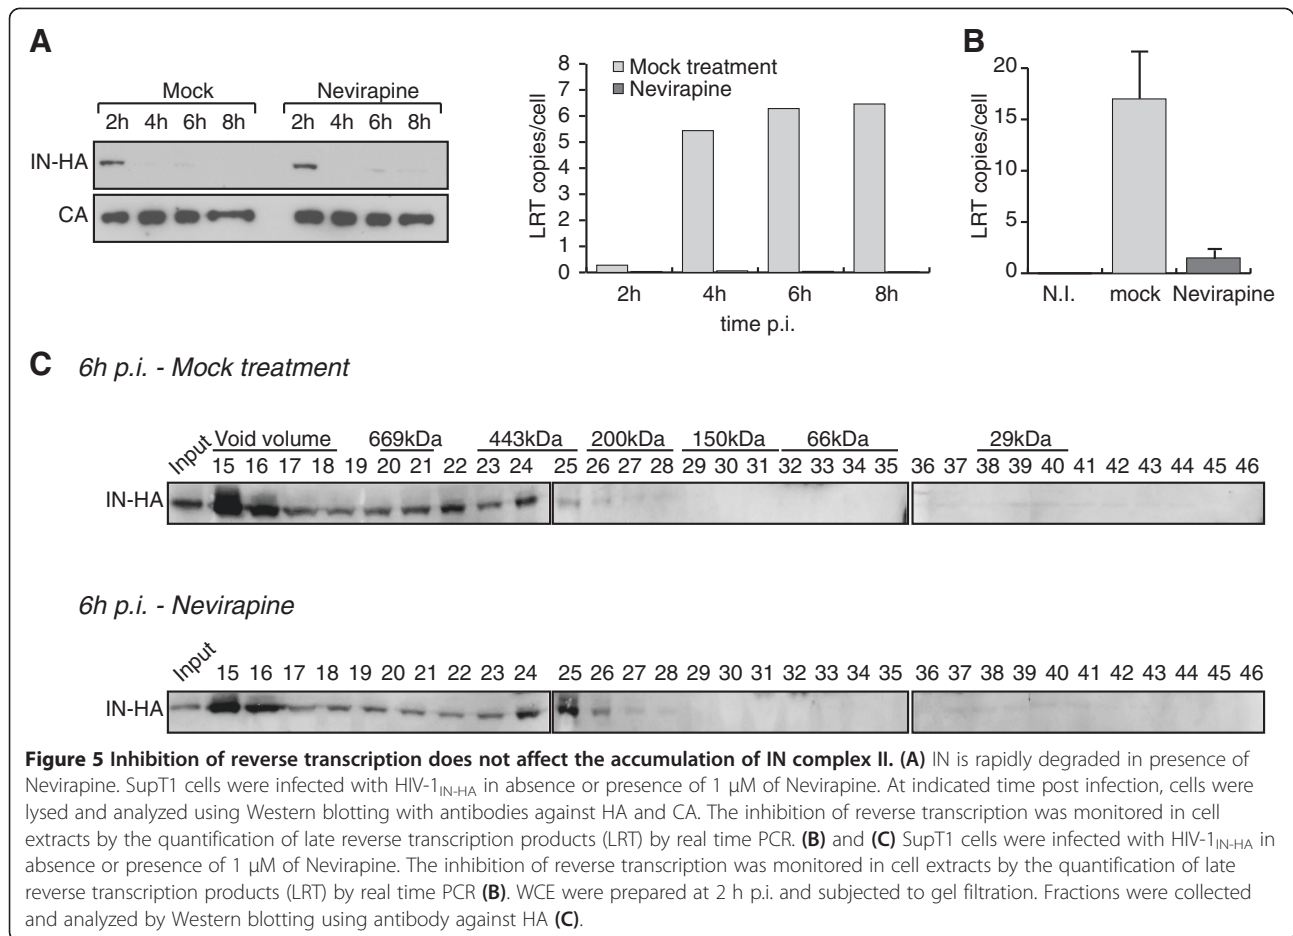 A
B
Mock Nevirapine
2h 4h 6h 8h 2h 4h 6h 8h
IN-HA
CA
LRT copies/cell
8
7
6
5
4
3
2
1
0
Mock treatment
Nevirapine
2h 4h 6h 8h
time p.i.
LRT copies/cell
20
15
10
5
0
N.I. mock Nevirapine
C 6h p.i. - Mock treatment
Void volume 669kDa 443kDa 200kDa 150kDa 66kDa 29kDa
Input 15 16 17 18 19 20 21 22 23 24 25 26 27 28 29 30 31 32 33 34 35 36 37 38 39 40 41 42 43 44 45 46
IN-HA
6h p.i. - Nevirapine
Input 15 16 17 18 19 20 21 22 23 24 25 26 27 28 29 30 31 32 33 34 35 36 37 38 39 40 41 42 43 44 45 46
IN-HA
Figure 5 Inhibition of reverse transcription does not affect the accumulation of IN complex II. (A) IN is rapidly degraded in presence of
Nevirapine. SupT1 cells were infected with HIV-1IN-HA in absence or presence of 1 µM of Nevirapine. At indicated time post infection, cells were
lysed and analyzed using Western blotting with antibodies against HA and CA. The inhibition of reverse transcription was monitored in cell
extracts by the quantification of late reverse transcription products (LRT) by real time PCR. (B) and (C) SupT1 cells were infected with HIV-1IN-HA in
absence or presence of 1 µM of Nevirapine. The inhibition of reverse transcription was monitored in cell extracts by the quantification of late
reverse transcription products (LRT) by real time PCR (B). WCE were prepared at 2 h p.i. and subjected to gel filtration. Fractions were collected
and analyzed by Western blotting using antibody against HA (C).